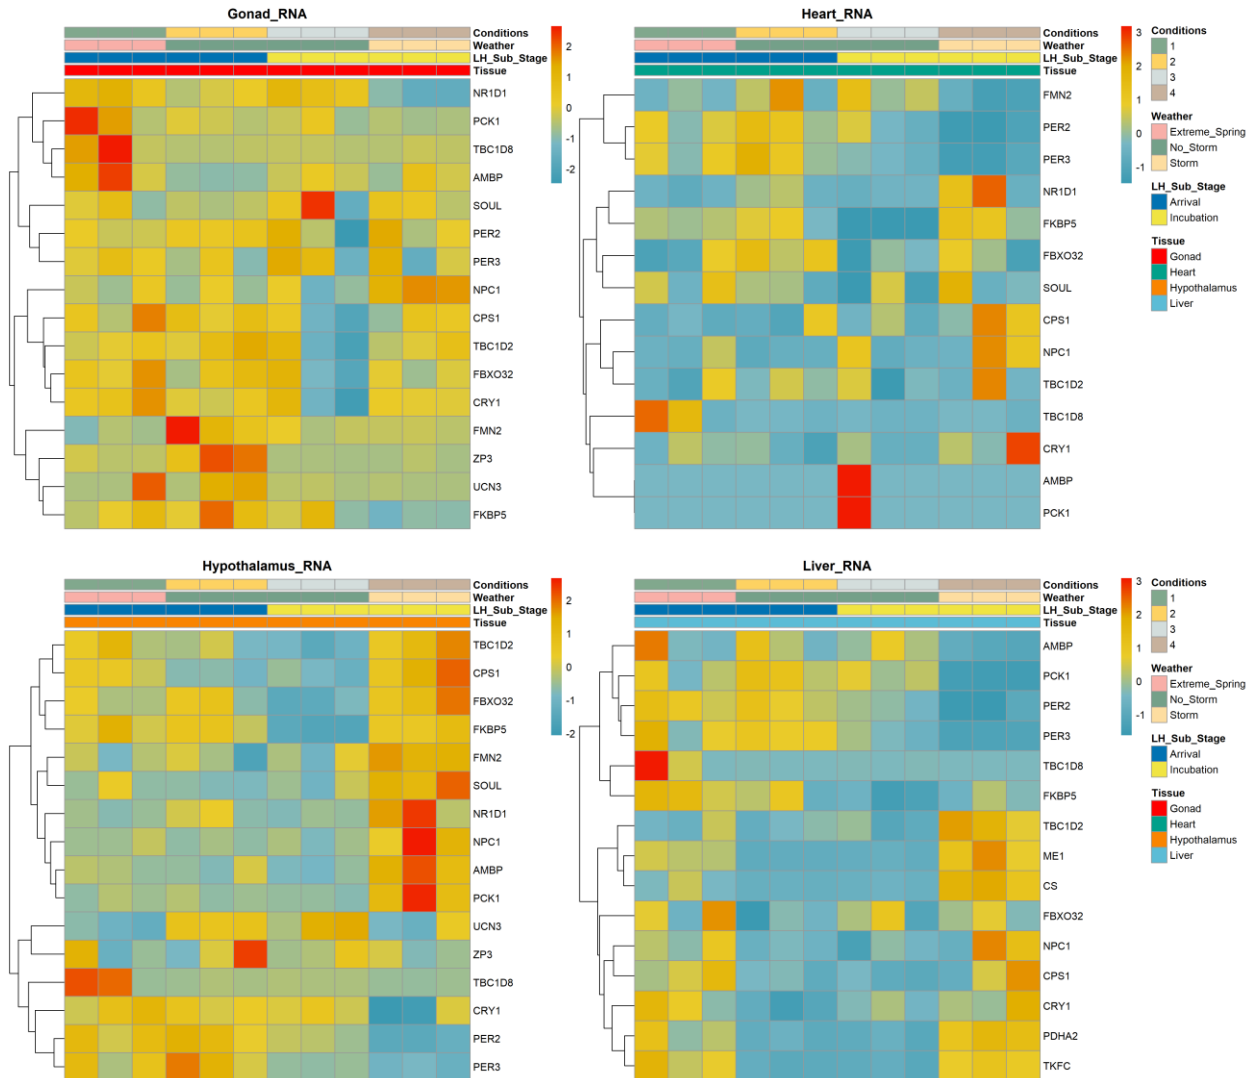 Gonad_RNA
Conditions
Weather
LH_Sub_Stage
Tissue
NR1D1
PCK1
TBC1D8
AMBP
SOUL
PER2
PER3
NPC1
CPS1
TBC1D2
FBXO32
CRY1
FMN2
ZP3
UCN3
FKBP5
2
1
0
-1
-2
Heart_RNA
Conditions
Weather
LH_Sub_Stage
Tissue
FMN2
PER2
PER3
NR1D1
FKBP5
FBXO32
SOUL
CPS1
NPC1
TBC1D2
TBC1D8
CRY1
AMBP
PCK1
3
2
1
0
-1
Conditions
1
2
3
4
Weather
Extreme_Spring
No_Storm
Storm
LH_Sub_Stage
Arrival
Incubation
Tissue
Gonad
Heart
Hypothalamus
Liver
Hypothalamus_RNA
Conditions
Weather
LH_Sub_Stage
Tissue
TBC1D2
CPS1
FBXO32
FKBP5
FMN2
SOUL
NR1D1
NPC1
AMBP
PCK1
UCN3
ZP3
TBC1D8
CRY1
PER2
PER3
2
1
0
-1
-2
Liver_RNA
Conditions
Weather
LH_Sub_Stage
Tissue
AMBP
PCK1
PER2
PER3
TBC1D8
FKBP5
TBC1D2
ME1
CS
FBXO32
NPC1
CPS1
CRY1
PDHA2
TKFC
3
2
1
0
-1
Conditions
1
2
3
4
Weather
Extreme_Spring
No_Storm
Storm
LH_Sub_Stage
Arrival
Incubation
Tissue
Gonad
Heart
Hypothalamus
Liver